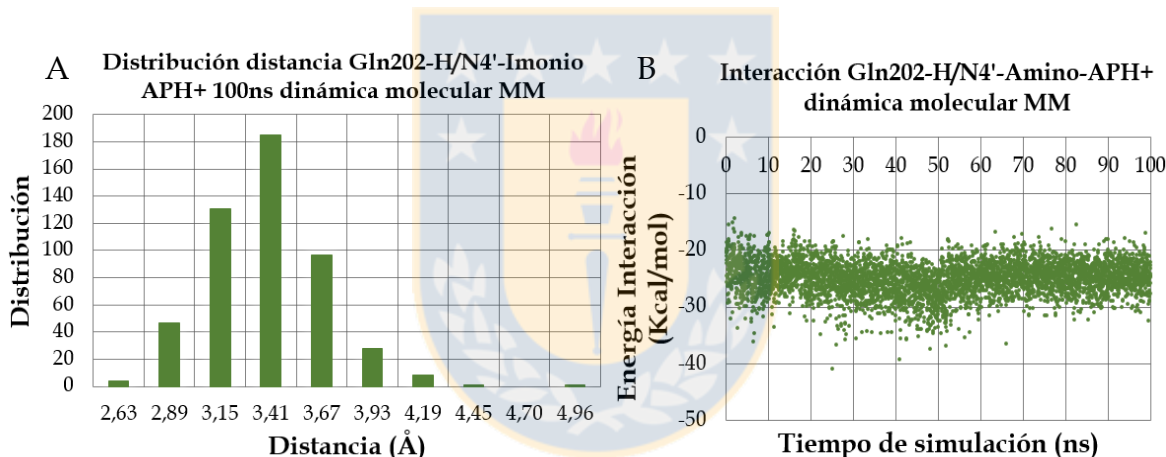 A
Distribución distancia Gln202-H/N4'-Imonio
APH+ 100ns dinámica molecular MM
Distribución
200
180
160
140
120
100
80
60
40
20
0
2,63 2,89 3,15 3,41 3,67 3,93 4,19 4,45 4,70 4,96
Distancia (Å)
B
Interacción Gln202-H/N4'-Amino-APH+
dinámica molecular MM
Energía Interacción
(Kcal/mol)
0
0 10 20 30 40 50 60 70 80 90 100
-10
-20
-30
-40
-50
Tiempo de simulación (ns)